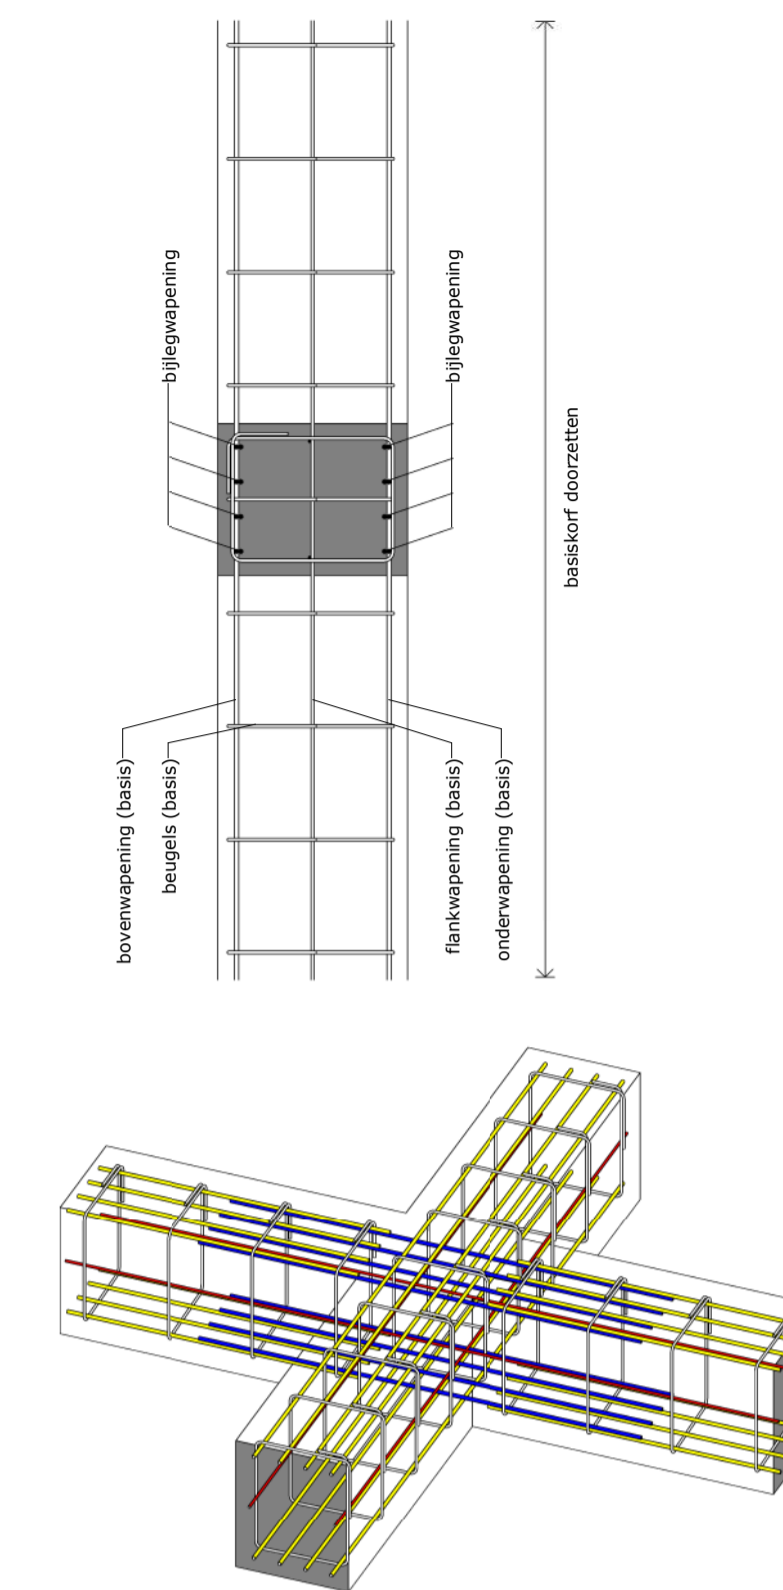 bijlegwapening
bijlegwapening
basiskorf doorzetten
bovenwapening (basis)
beugels (basis)
flankwapening (basis)
onderwapening (basis)